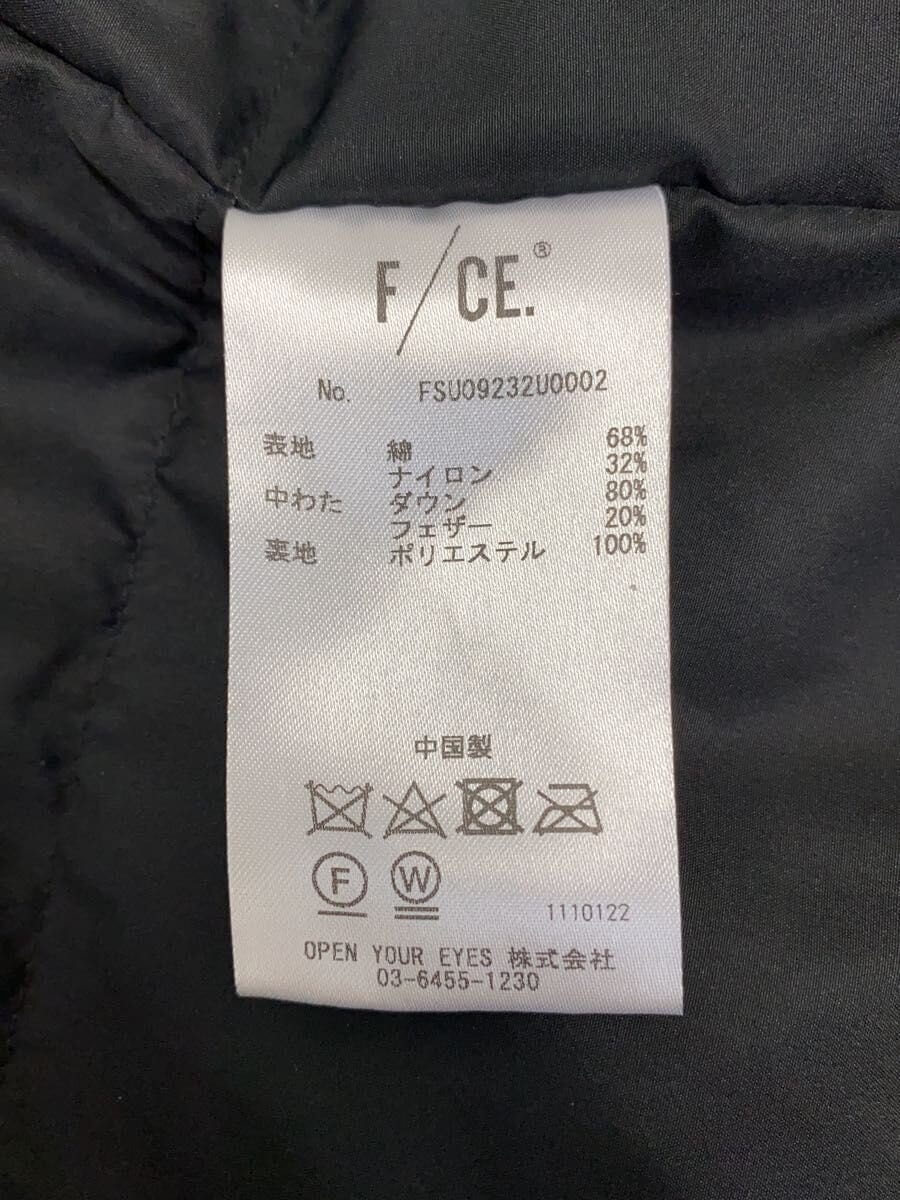 F/CE.®
No. FSU09232U0002
表地 綿 68%
ナイロン 32%
中わた ダウン 80%
フェザー 20%
裏地 ポリエステル 100%
中国製
F W
1110122
OPEN YOUR EYES 株式会社
03-6455-1230